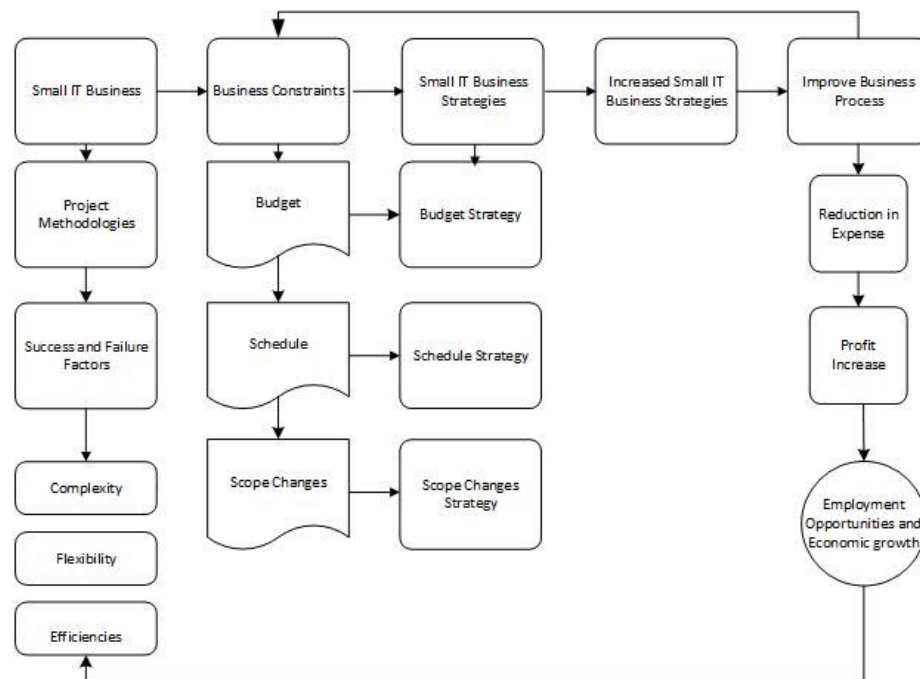 Small IT Business
Business Constraints
Small IT Business
Strategies
Increased Small IT
Business Strategies
Improve Business
Process
Project
Methodologies
Budget
Budget Strategy
Reduction in
Expense
Success and Failure
Factors
Schedule
Schedule Strategy
Profit
Increase
Complexity
Scope Changes
Scope Changes
Strategy
Employment
Opportunities and
Economic growth
Flexibility
Efficiencies